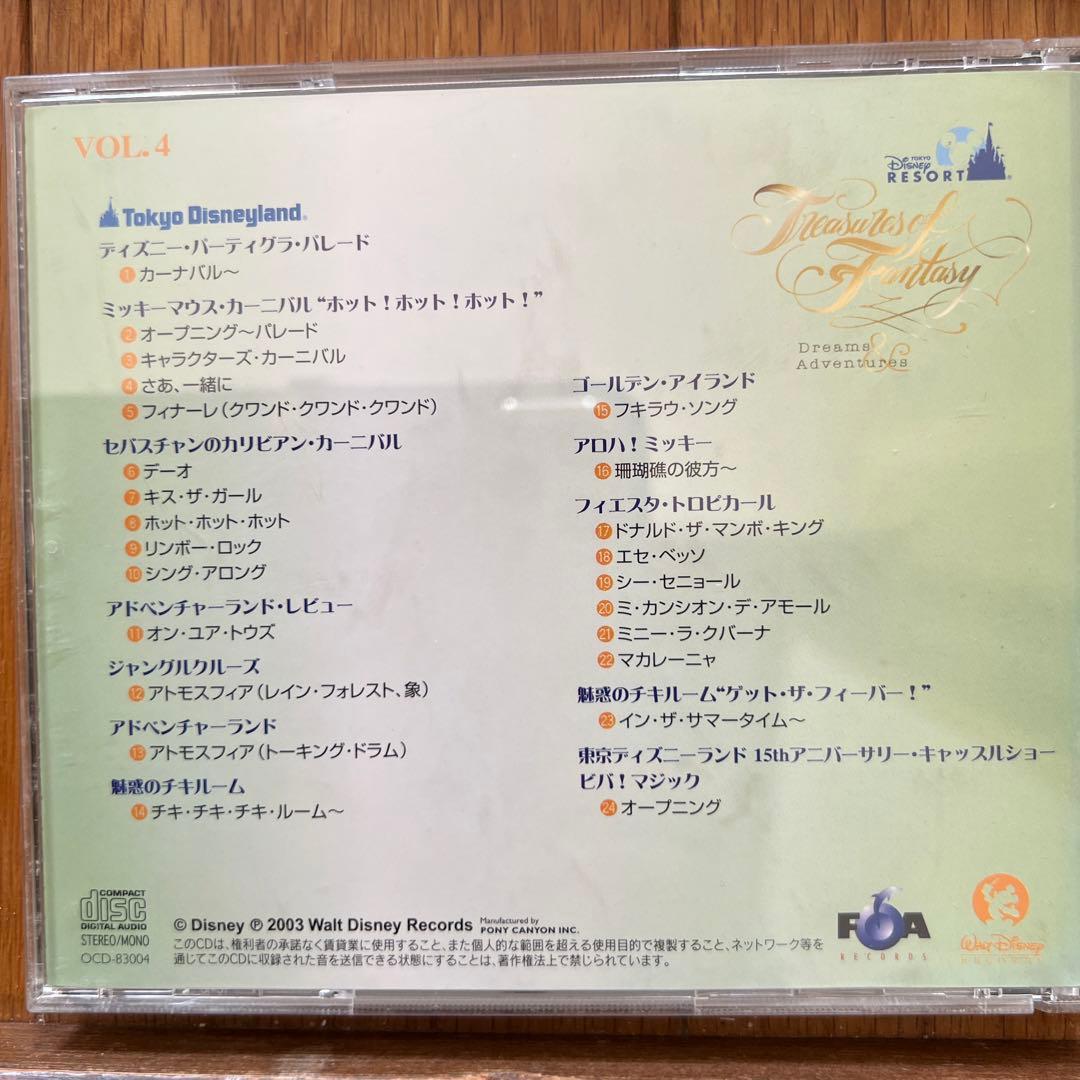 VOL. 4
TOKYO
Disney
RESORT®
Treasures of
Fantasy
Dreams &
Adventures
Tokyo Disneyland®
ディズニー・パーティグラ・パレード
1 カーナバル～
ミッキーマウス・カーニバル“ホット！ホット！ホット！”
2 オープニング～パレード
3 キャラクターズ・カーニバル
4 さあ、一緒に
5 フィナーレ（クワンド・クワンド・クワンド）
セバスチャンのカリビアン・カーニバル
6 デーオ
7 キス・ザ・ガール
8 ホット・ホット・ホット
9 リンボー・ロック
10 シング・アロング
アドベンチャーランド・レビュー
11 オン・ユア・トウズ
ジャングルクルーズ
12 アトモスフィア（レイン・フォレスト、象）
アドベンチャーランド
13 アトモスフィア（トーキング・ドラム）
魅惑のチキルーム
14 チキ・チキ・チキ・ルーム～
ゴールデン・アイランド
15 フキラウ・ソング
アロハ！ミッキー
16 珊瑚礁の彼方～
フィエスタ・トロピカール
17 ドナルド・ザ・マンボ・キング
18 エセ・ベッソ
19 シー・セニョール
20 ミ・カンシオン・デ・アモール
21 ミニー・ラ・クバーナ
22 マカレーニャ
魅惑のチキルーム“ゲット・ザ・フィーバー！”
23 イン・ザ・サマータイム～
東京ディズニーランド 15thアニバーサリー・キャッスルショー
ビバ！マジック
24 オープニング
COMPACT
disc
DIGITAL AUDIO
STEREO/MONO
OCD-83004
© Disney ℗ 2003 Walt Disney Records Manufactured by PONY CANYON INC.
このCDは、権利者の承諾なく賃貸業に使用すること、また個人的な範囲を超える使用目的で複製すること、ネットワーク等を
通じてこのCDに収録された音を送信できる状態にすることは、著作権法上で禁じられています。
FOA
RECORDS
WALT DISNEY
RECORDS